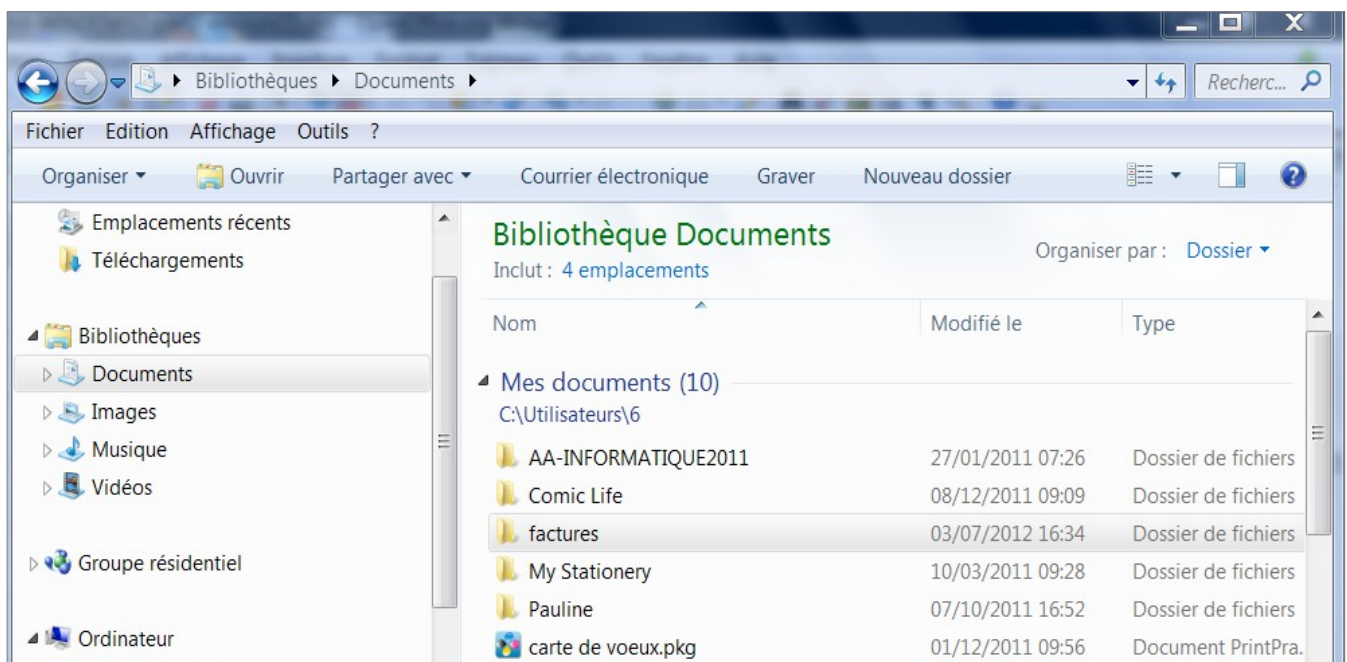 Bibliothèques Documents
Recherc...
Fichier Edition Affichage Outils ?
Organiser Ouvrir Partager avec Courrier électronique Graver Nouveau dossier ?
Emplacements récents
Téléchargements
Bibliothèques
Documents
Images
Musique
Vidéos
Groupe résidentiel
Ordinateur
Bibliothèque Documents
Inclut : 4 emplacements
Organiser par : Dossier
Nom Modifié le Type
Mes documents (10)
C:\Utilisateurs\6
AA-INFORMATIQUE2011 27/01/2011 07:26 Dossier de fichiers
Comic Life 08/12/2011 09:09 Dossier de fichiers
factures 03/07/2012 16:34 Dossier de fichiers
My Stationery 10/03/2011 09:28 Dossier de fichiers
Pauline 07/10/2011 16:52 Dossier de fichiers
carte de voeux.pkg 01/12/2011 09:56 Document PrintPra..